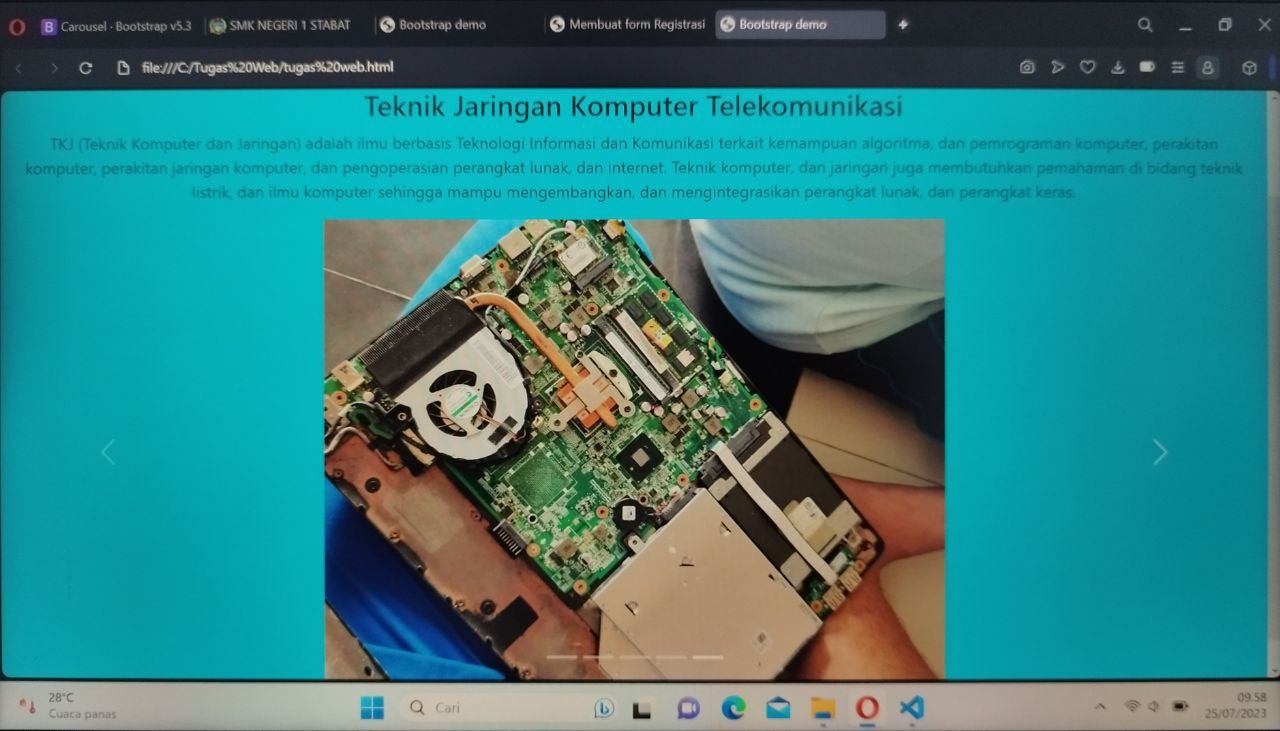 Carousel · Bootstrap v5.3
SMK NEGERI 1 STABAT
Bootstrap demo
Membuat form Registrasi
Bootstrap demo
file:///C:/Tugas%20Web/tugas%20web.html
Teknik Jaringan Komputer Telekomunikasi
TKJ (Teknik Komputer dan Jaringan) adalah ilmu berbasis Teknologi Informasi dan Komunikasi terkait kemampuan algoritma, dan pemrograman komputer, perakitan
komputer, perakitan jaringan komputer, dan pengoperasian perangkat lunak, dan internet. Teknik komputer, dan jaringan juga membutuhkan pemahaman di bidang teknik
listrik, dan ilmu komputer sehingga mampu mengembangkan, dan mengintegrasikan perangkat lunak, dan perangkat keras.
28°C
Cuaca panas
Cari
09.58
25/07/2023